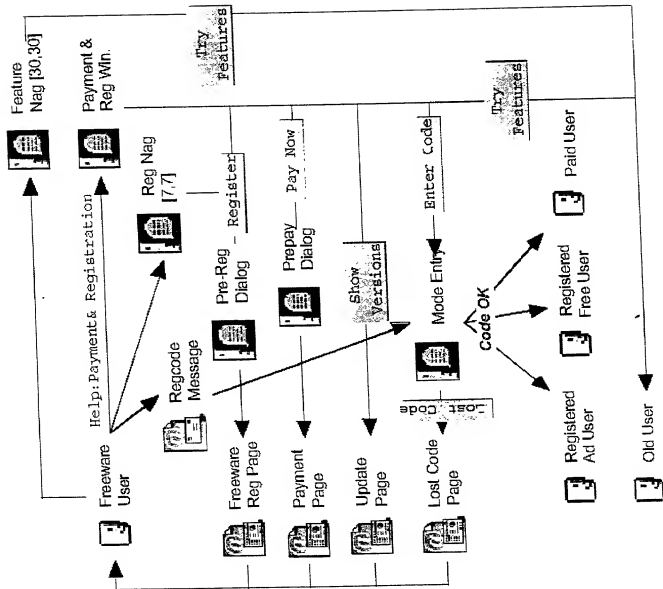 Freeware
User
Help:Payment& Registration
Feature
Nag [30,30]
Payment &
Reg Win.
Reg Nag
[7,7]
Try
Features
Regcode
Message
Pre-Reg
Dialog
Register
Freeware
Reg Page
Prepay
Dialog
Pay Now
Payment
Page
Show
Versions
Update
Page
Mode Entry
Enter Code
Try
Features
Lost Code
Lost Code
Page
Code OK
Registered
Ad User
Registered
Free User
Paid User
Old User